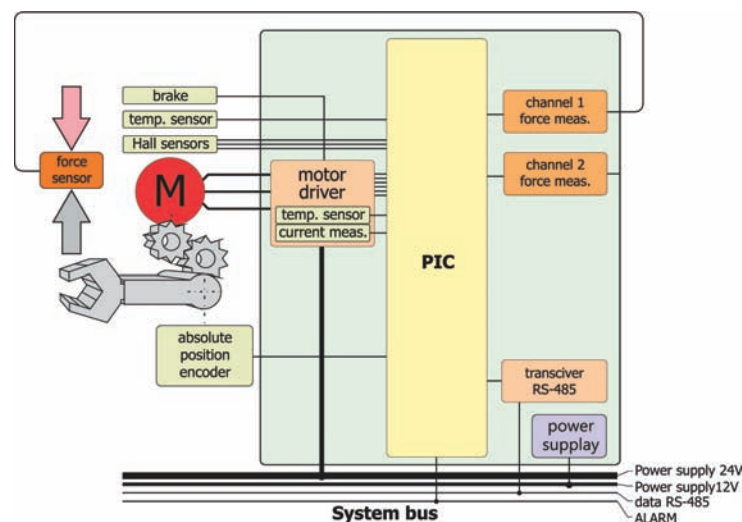 brake
temp. sensor
Hall sensors
force
sensor
M
motor
driver
temp. sensor
current meas.
absolute
position
encoder
PIC
channel 1
force meas.
channel 2
force meas.
transciver
RS-485
power
supplay
Power supply 24V
Power supply12V
data RS-485
ALARM
System bus